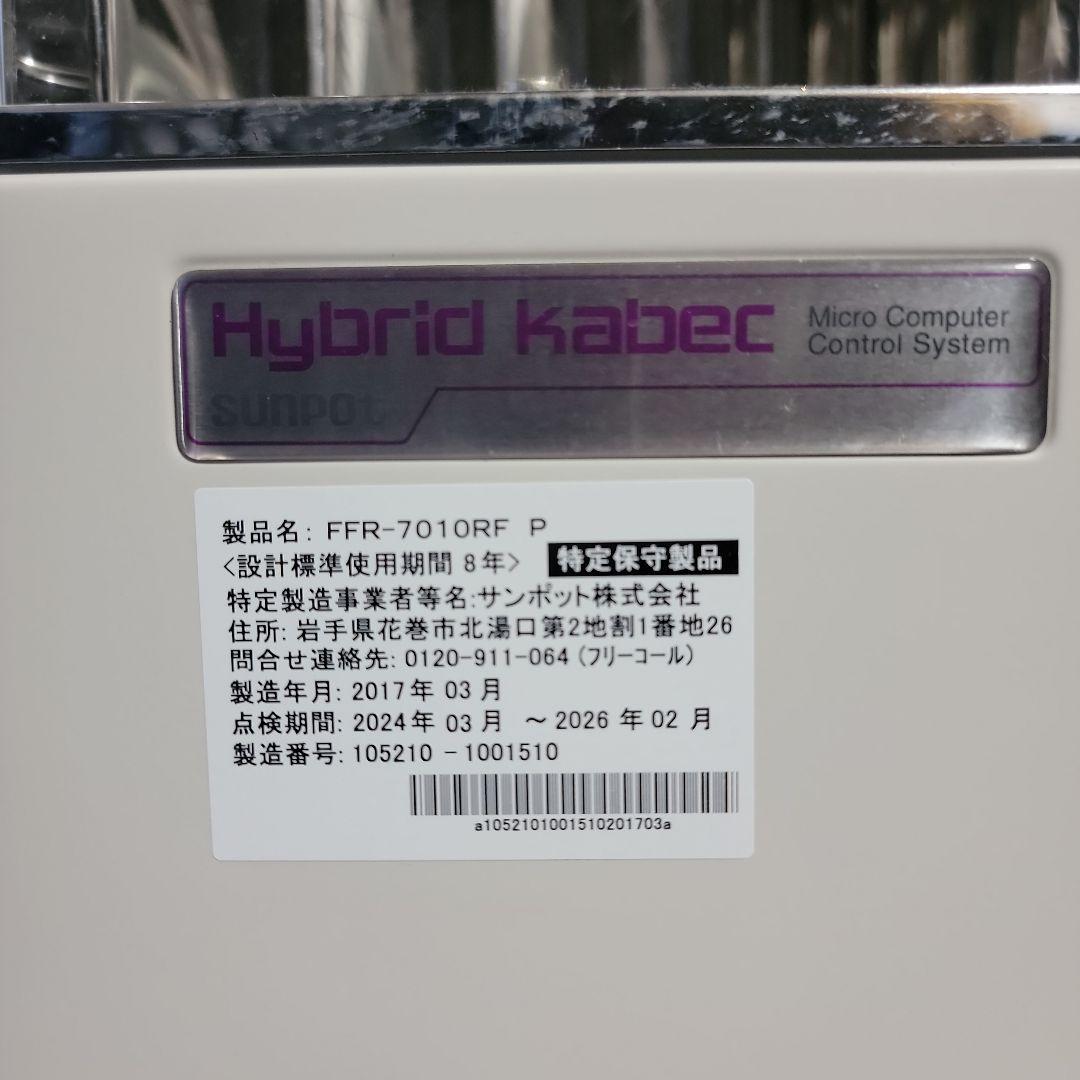 Hybrid kabec
Micro Computer
Control System
sunpot
製品名: FFR-7010RF P
<設計標準使用期間 8年> 特定保守製品
特定製造事業者等名:サンポット株式会社
住所: 岩手県花巻市北湯口第2地割1番地26
問合せ連絡先: 0120-911-064 (フリーコール)
製造年月: 2017年 03月
点検期間: 2024年 03月 ～2026年 02月
製造番号: 105210-1001510
a1052101001510201703a